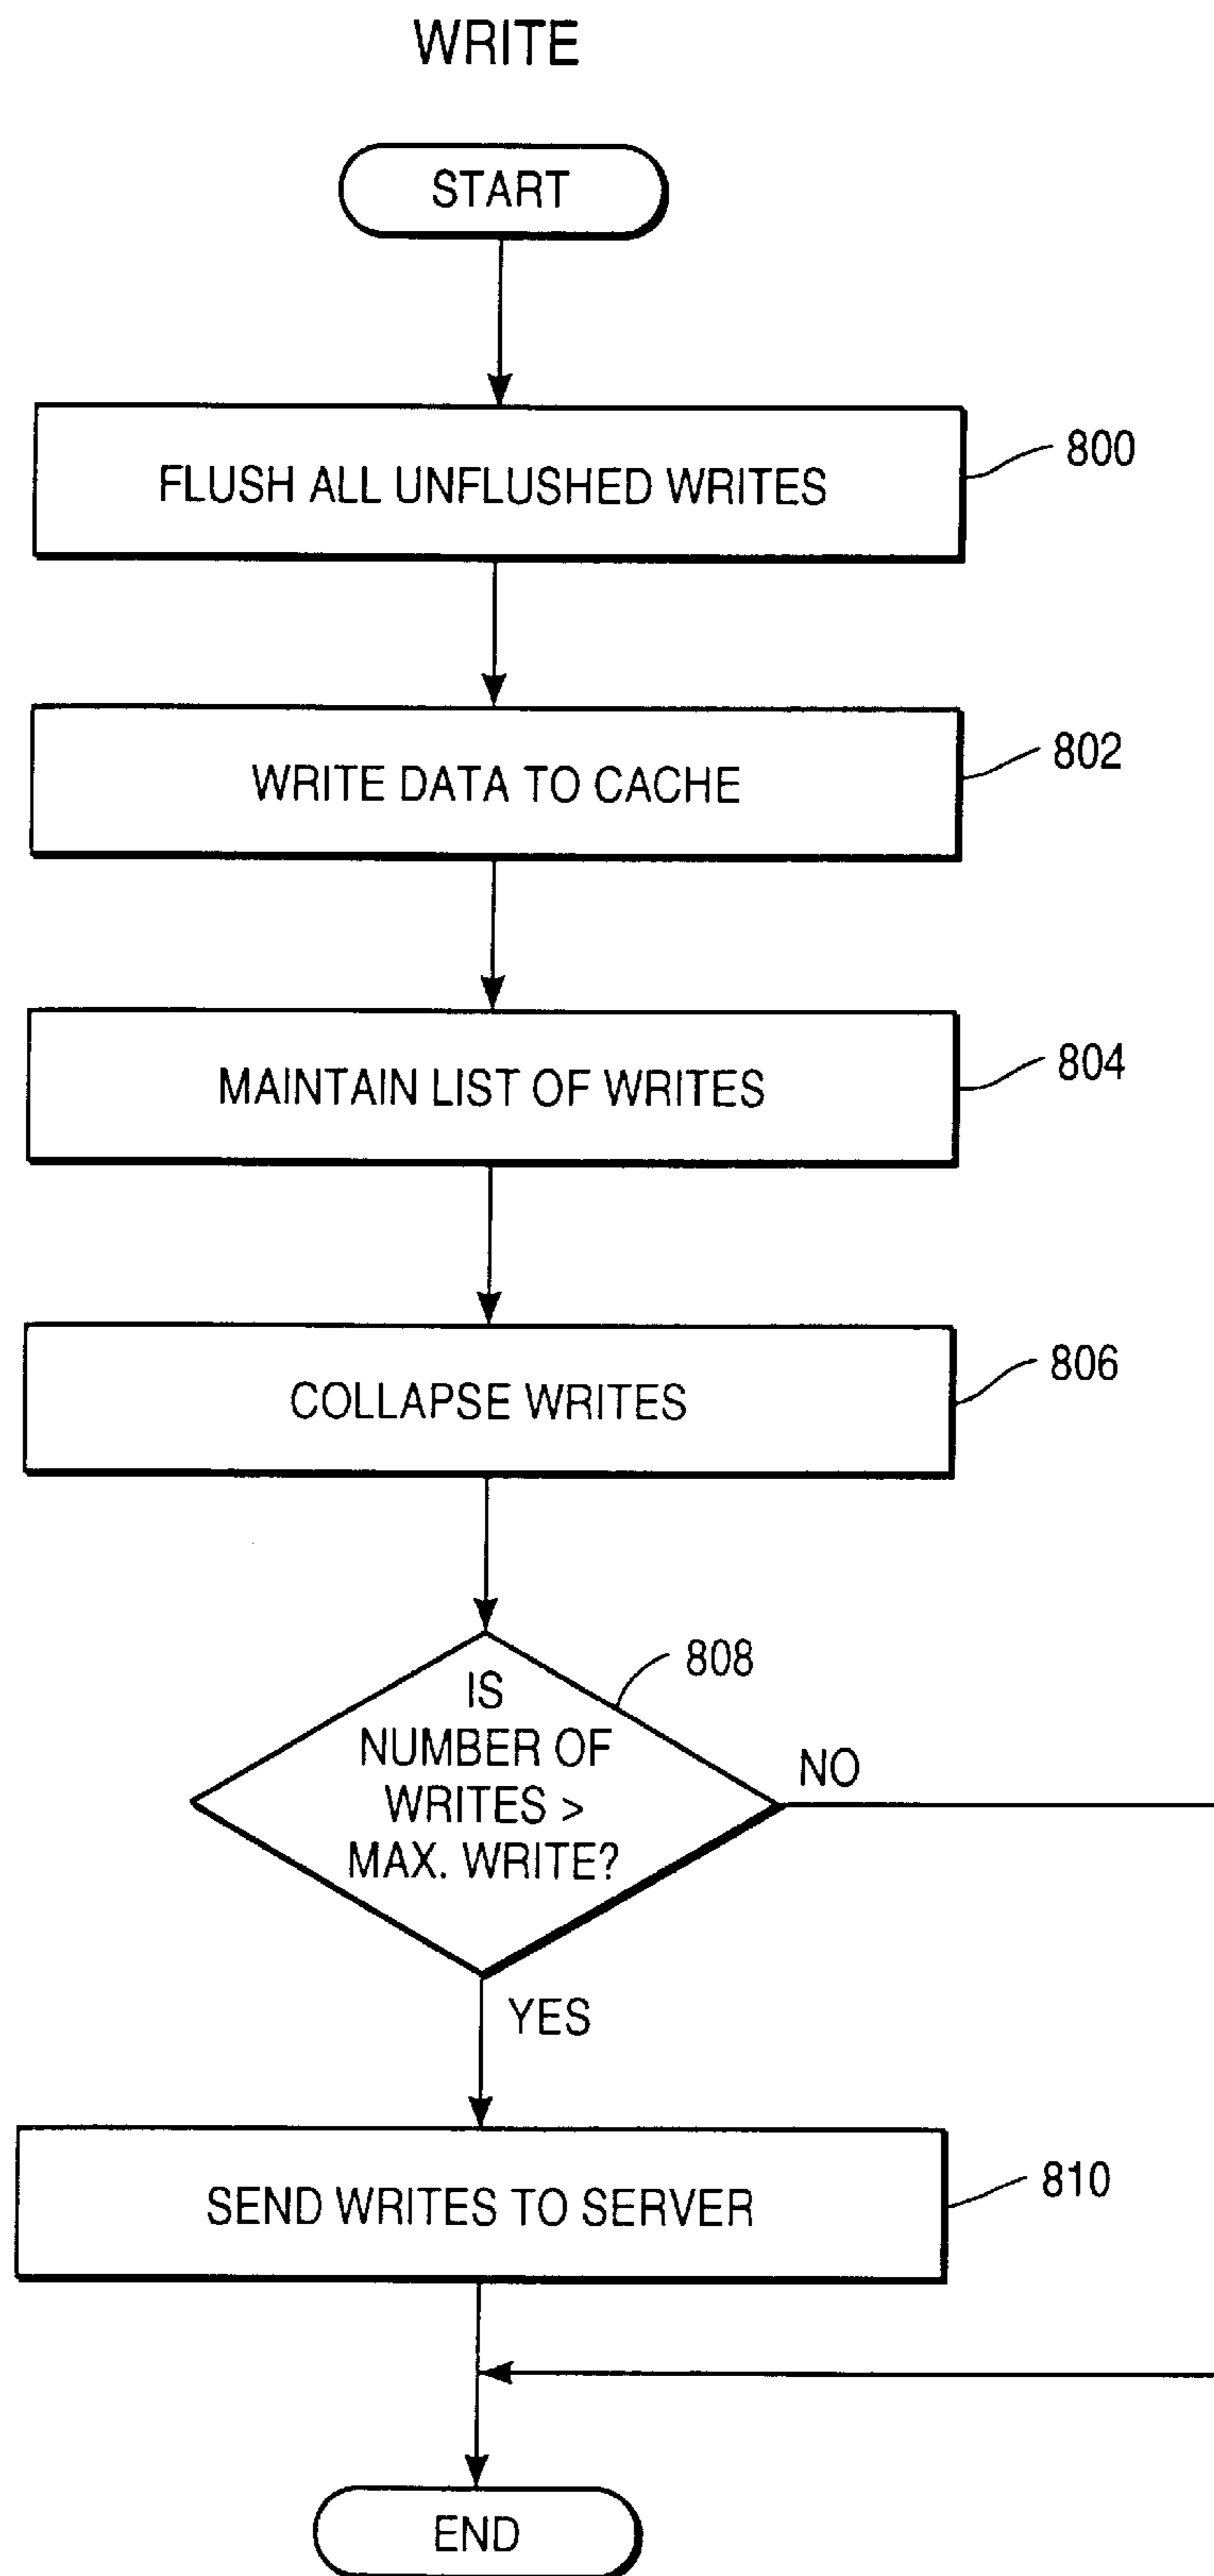 WRITE
START
FLUSH ALL UNFLUSHED WRITES
800
WRITE DATA TO CACHE
802
MAINTAIN LIST OF WRITES
804
COLLAPSE WRITES
806
808
IS
NUMBER OF
WRITES >
MAX. WRITE?
NO
YES
SEND WRITES TO SERVER
810
END